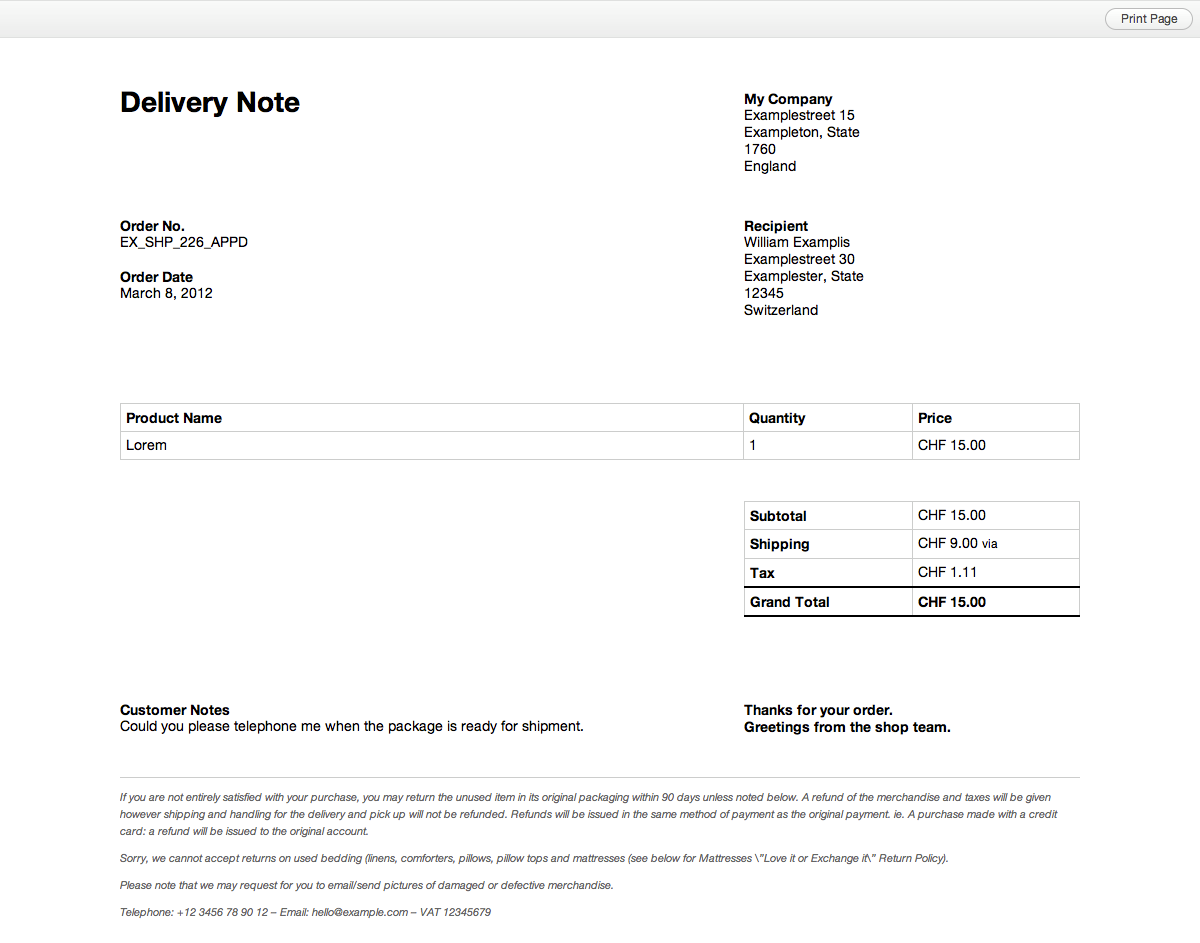 Print Page
Delivery Note
My Company
Examplestreet 15
Exampleton, State
1760
England
Order No.
EX_SHP_226_APPD
Order Date
March 8, 2012
Recipient
William Examplis
Examplestreet 30
Examplester, State
12345
Switzerland
Product Name Quantity Price
Lorem 1 CHF 15.00
Subtotal CHF 15.00
Shipping CHF 9.00 via
Tax CHF 1.11
Grand Total CHF 15.00
Customer Notes
Could you please telephone me when the package is ready for shipment.
Thanks for your order.
Greetings from the shop team.
If you are not entirely satisfied with your purchase, you may return the unused item in its original packaging within 90 days unless noted below. A refund of the merchandise and taxes will be given
however shipping and handling for the delivery and pick up will not be refunded. Refunds will be issued in the same method of payment as the original payment. ie. A purchase made with a credit
card: a refund will be issued to the original account.
Sorry, we cannot accept returns on used bedding (linens, comforters, pillows, pillow tops and mattresses (see below for Mattresses \"Love it or Exchange it\" Return Policy).
Please note that we may request for you to email/send pictures of damaged or defective merchandise.
Telephone: +12 3456 78 90 12 – Email: hello@example.com – VAT 12345679